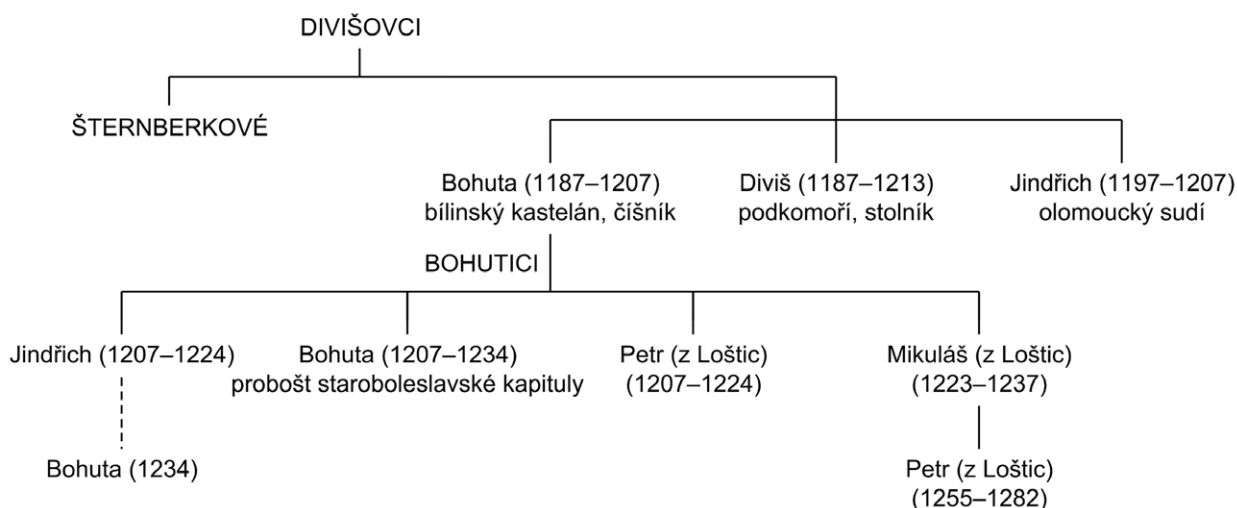 DIVIŠOVCI
ŠTERNBERKOVÉ
Bohuta (1187–1207)
bílinský kastelán, číšník
Diviš (1187–1213)
podkomoří, stolník
Jindřich (1197–1207)
olomoucký sudí
BOHUTICI
Jindřich (1207–1224)
Bohuta (1207–1234)
probošt staroboleslavské kapituly
Petr (z Loštic)
(1207–1224)
Mikuláš (z Loštic)
(1223–1237)
Bohuta (1234)
Petr (z Loštic)
(1255–1282)